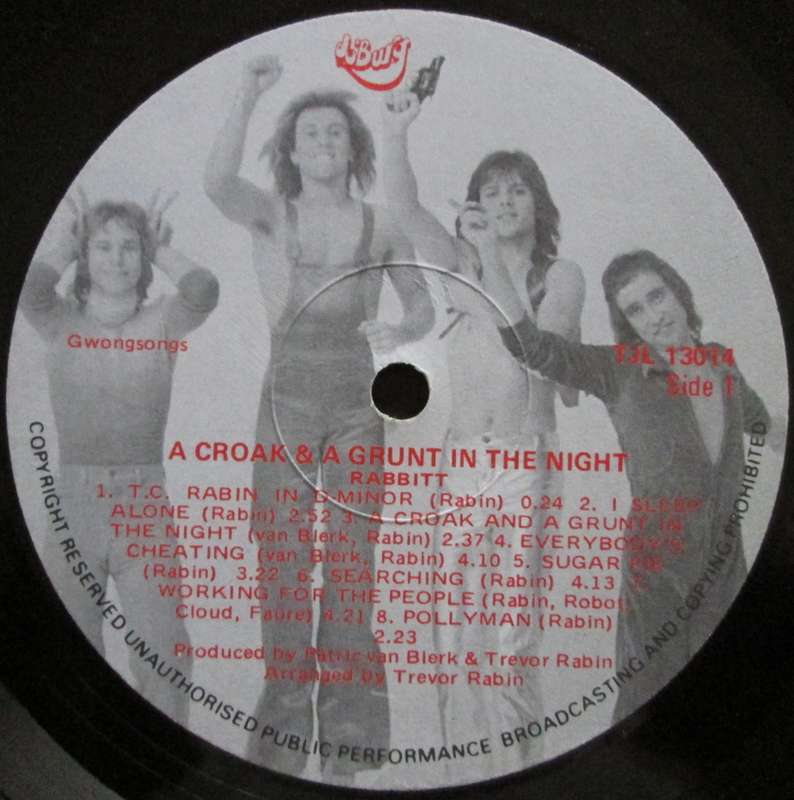 JoBurg
Gwongsongs
TJL 13014
Side 1
A CROAK & A GRUNT IN THE NIGHT
RABBITT
1. T.C. RABIN IN D-MINOR (Rabin) 0.24 2. I SLEEP
ALONE (Rabin) 2.52 3. A CROAK AND A GRUNT IN
THE NIGHT (van Blerk, Rabin) 2.37 4. EVERYBODY'S
CHEATING (van Blerk, Rabin) 4.10 5. SUGAR PIE
(Rabin) 3.22 6. SEARCHING (Rabin) 4.13 7.
WORKING FOR THE PEOPLE (Rabin, Robot,
Cloud, Faure) 4.21 8. POLLYMAN (Rabin)
2.23
Produced by Patric van Blerk & Trevor Rabin
Arranged by Trevor Rabin
COPYRIGHT RESERVED UNAUTHORISED PUBLIC PERFORMANCE BROADCASTING AND COPYING PROHIBITED